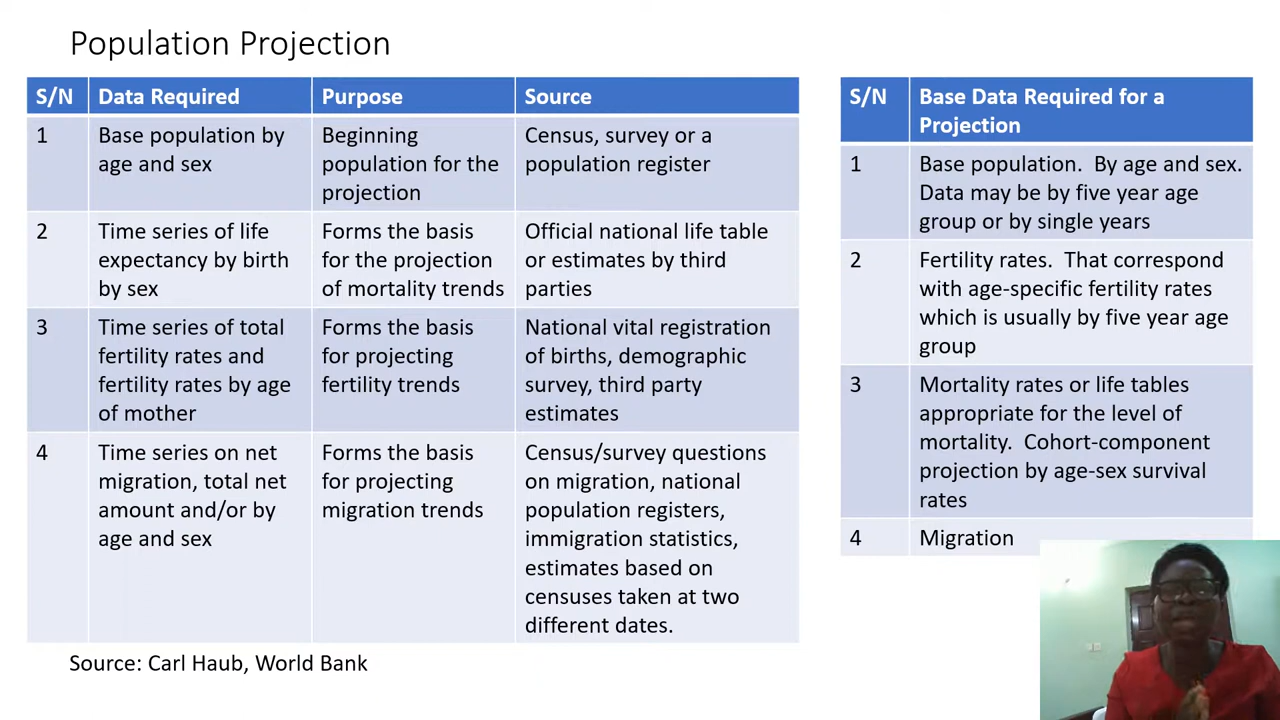 Population Projection
S/N Data Required Purpose Source
1 Base population by age and sex Beginning population for the projection Census, survey or a population register
2 Time series of life expectancy by birth by sex Forms the basis for the projection of mortality trends Official national life table or estimates by third parties
3 Time series of total fertility rates and fertility rates by age of mother Forms the basis for projecting fertility trends National vital registration of births, demographic survey, third party estimates
4 Time series on net migration, total net amount and/or by age and sex Forms the basis for projecting migration trends Census/survey questions on migration, national population registers, immigration statistics, estimates based on censuses taken at two different dates.
Source: Carl Haub, World Bank
S/N Base Data Required for a Projection
1 Base population. By age and sex. Data may be by five year age group or by single years
2 Fertility rates. That correspond with age-specific fertility rates which is usually by five year age group
3 Mortality rates or life tables appropriate for the level of mortality. Cohort-component projection by age-sex survival rates
4 Migration